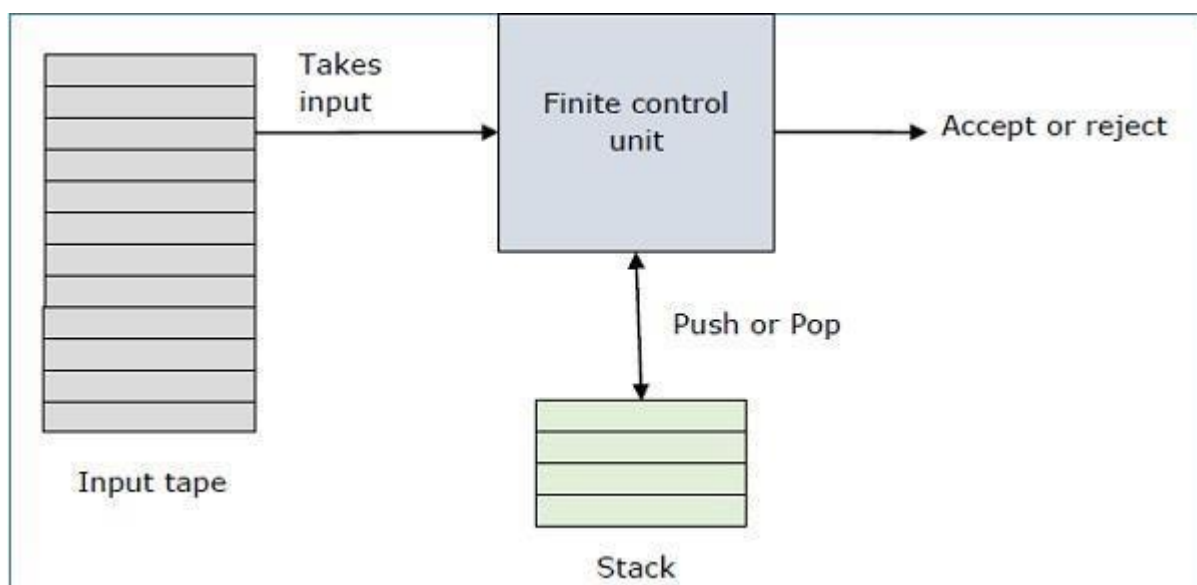 Takes
input
Finite control
unit
Accept or reject
Push or Pop
Input tape
Stack